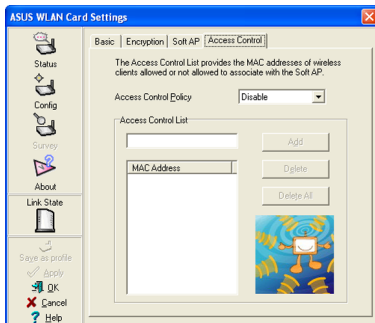 ASUS WLAN Card Settings
Status
Config
Survey
About
Link State
Save as profile
Apply
OK
Cancel
Help
Basic
Encryption
Soft AP
Access Control
The Access Control List provides the MAC addresses of wireless
clients allowed or not allowed to associate with the Soft AP.
Access Control Policy
Disable
Access Control List
Add
MAC Address
Delete
Delete All